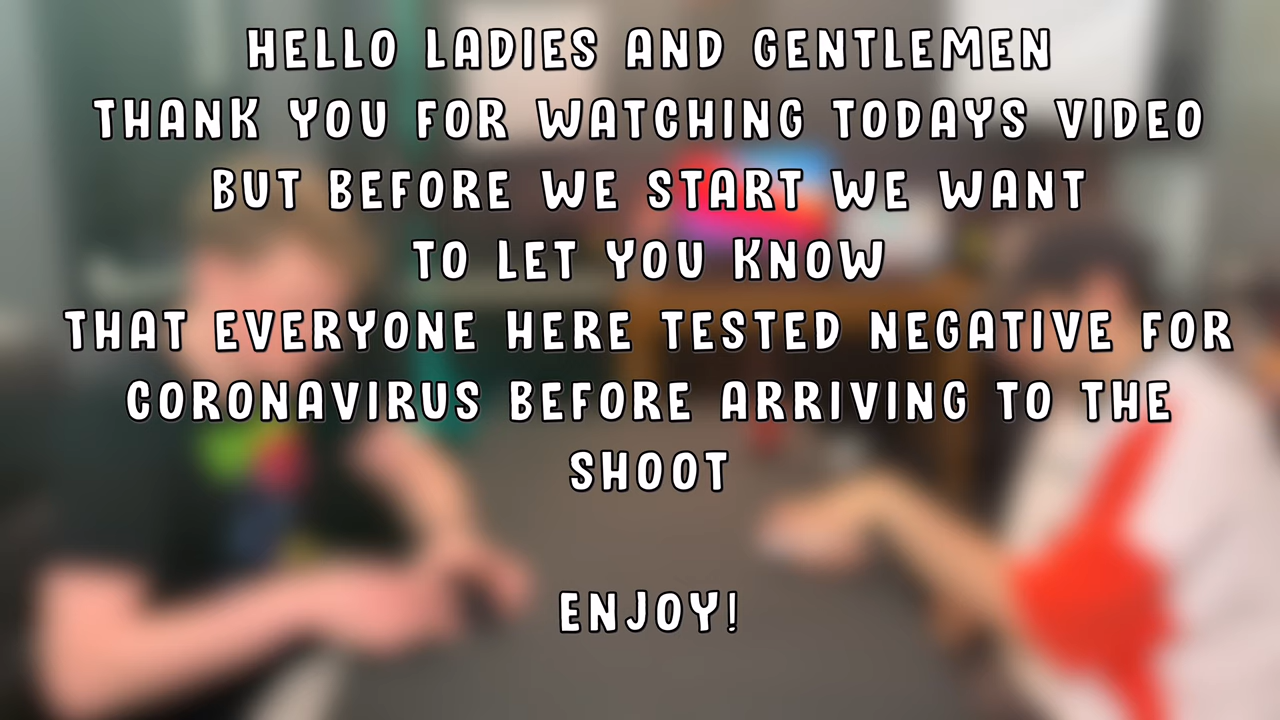 HELLO LADIES AND GENTLEMEN
THANK YOU FOR WATCHING TODAYS VIDEO
BUT BEFORE WE START WE WANT
TO LET YOU KNOW
THAT EVERYONE HERE TESTED NEGATIVE FOR
CORONAVIRUS BEFORE ARRIVING TO THE
SHOOT
ENJOY!